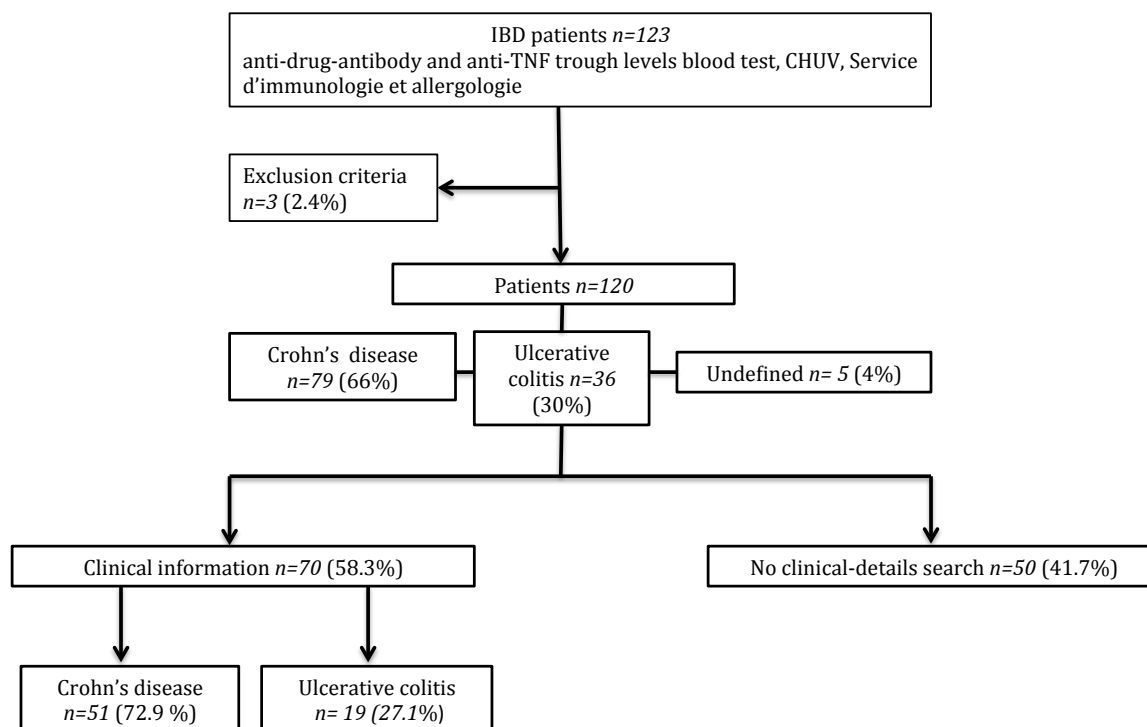 IBD patients n=123
anti-drug-antibody and anti-TNF trough levels blood test, CHUV, Service
d’immunologie et allergologie
Exclusion criteria
n=3 (2.4%)
Patients n=120
Crohn’s  disease
n=79 (66%)
Ulcerative
colitis n=36
(30%)
Undefined n= 5 (4%)
Clinical information n=70 (58.3%)
No clinical-details search n=50 (41.7%)
Crohn’s disease
n=51 (72.9 %)
Ulcerative colitis
n= 19 (27.1%)